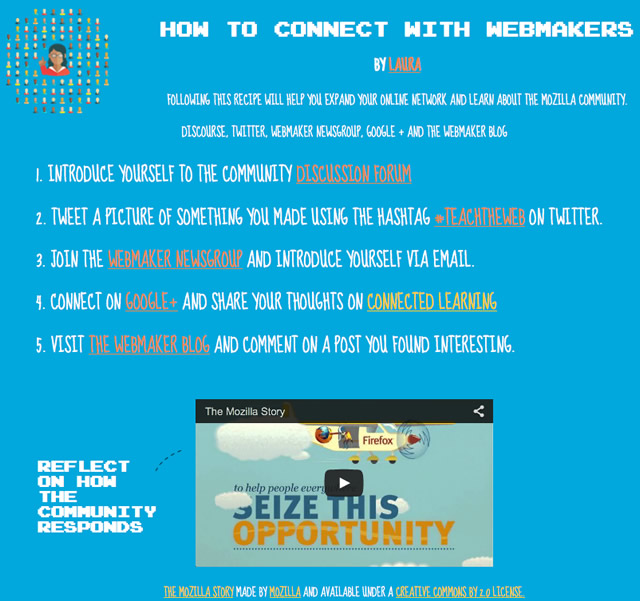 HOW TO CONNECT WITH WEBMAKERS
BY LAURA
FOLLOWING THIS RECIPE WILL HELP YOU EXPAND YOUR ONLINE NETWORK AND LEARN ABOUT THE MOZILLA COMMUNITY.
DISCOURSE, TWITTER, WEBMAKER NEWSGROUP, GOOGLE + AND THE WEBMAKER BLOG
1. INTRODUCE YOURSELF TO THE COMMUNITY DISCUSSION FORUM
2. TWEET A PICTURE OF SOMETHING YOU MADE USING THE HASHTAG #TEACHTHEWEB ON TWITTER.
3. JOIN THE WEBMAKER NEWSGROUP AND INTRODUCE YOURSELF VIA EMAIL.
4. CONNECT ON GOOGLE+ AND SHARE YOUR THOUGHTS ON CONNECTED LEARNING
5. VISIT THE WEBMAKER BLOG AND COMMENT ON A POST YOU FOUND INTERESTING.
The Mozilla Story
Firefox
to help people every
SEIZE THIS
OPPORTUNITY
REFLECT
ON HOW
THE
COMMUNITY
RESPONDS
THE MOZILLA STORY MADE BY MOZILLA AND AVAILABLE UNDER A CREATIVE COMMONS BY 2.0 LICENSE.